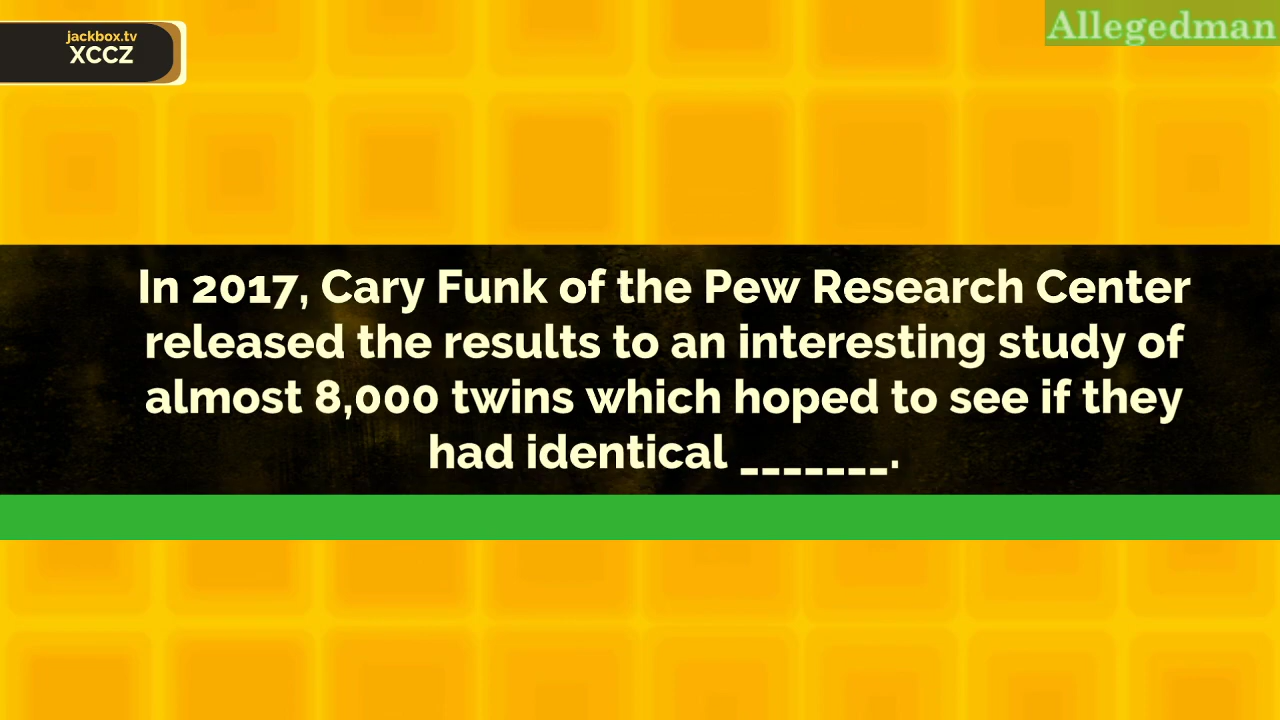 jackbox.tv
XCCZ
Allegedman
In 2017, Cary Funk of the Pew Research Center
released the results to an interesting study of
almost 8,000 twins which hoped to see if they
had identical _______.